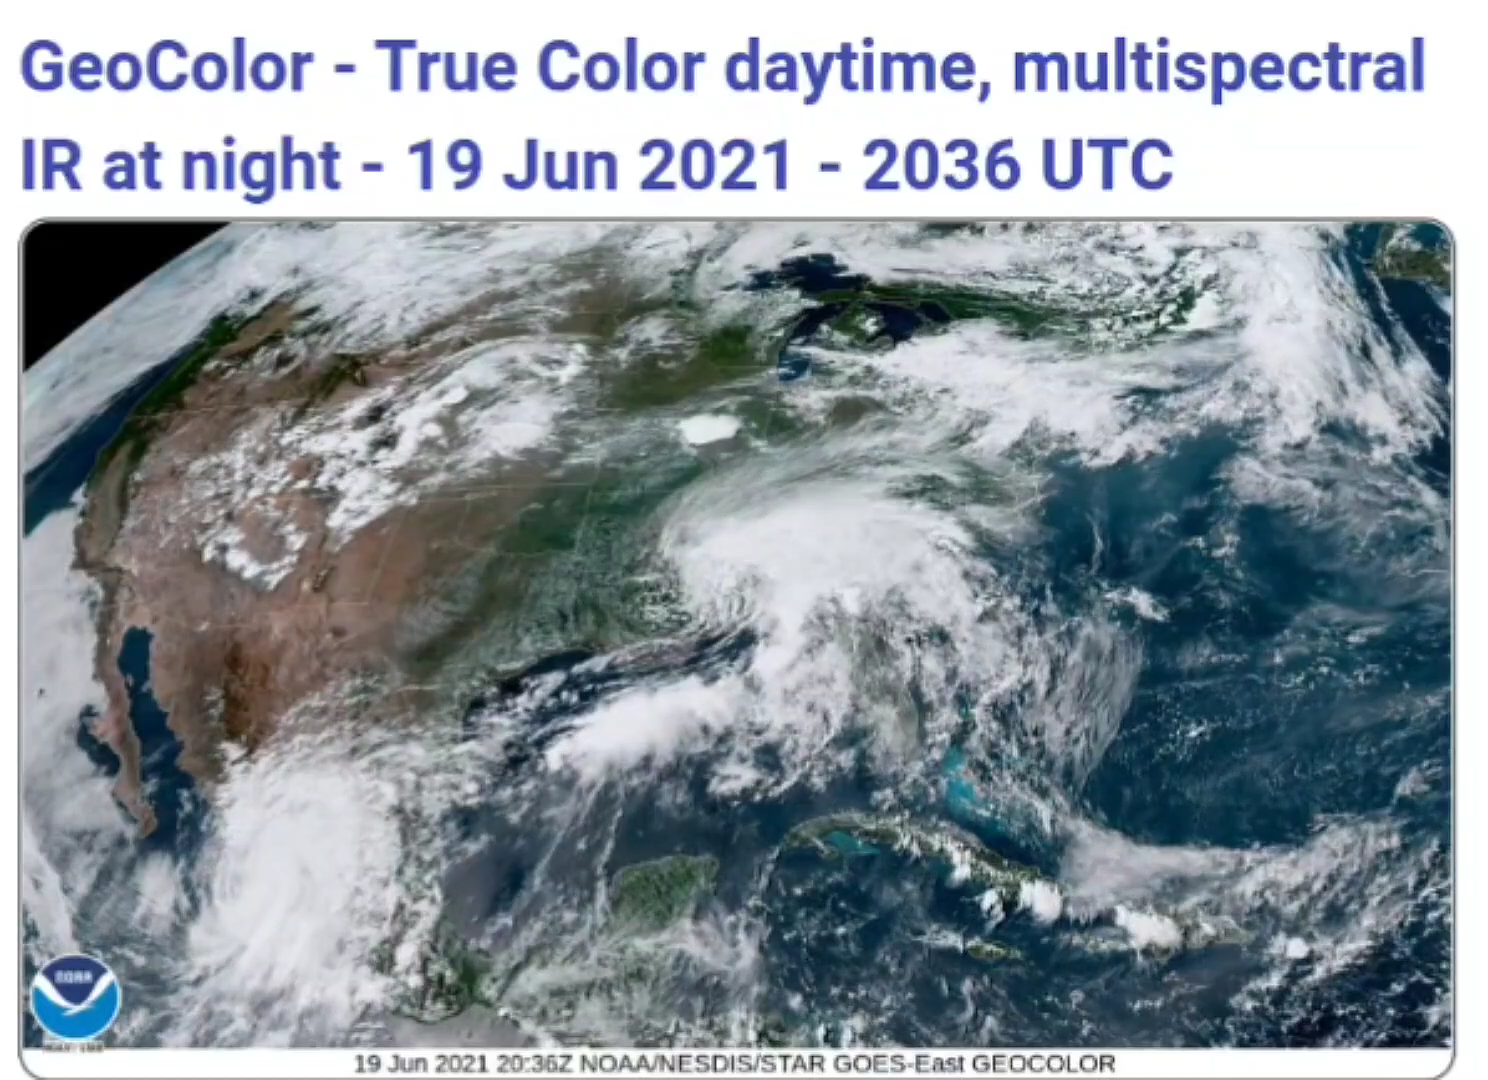 GeoColor - True Color daytime, multispectral
IR at night - 19 Jun 2021 - 2036 UTC
NOAA
19 Jun 2021 20:36Z NOAA/NESDIS/STAR GOES-East GEOCOLOR